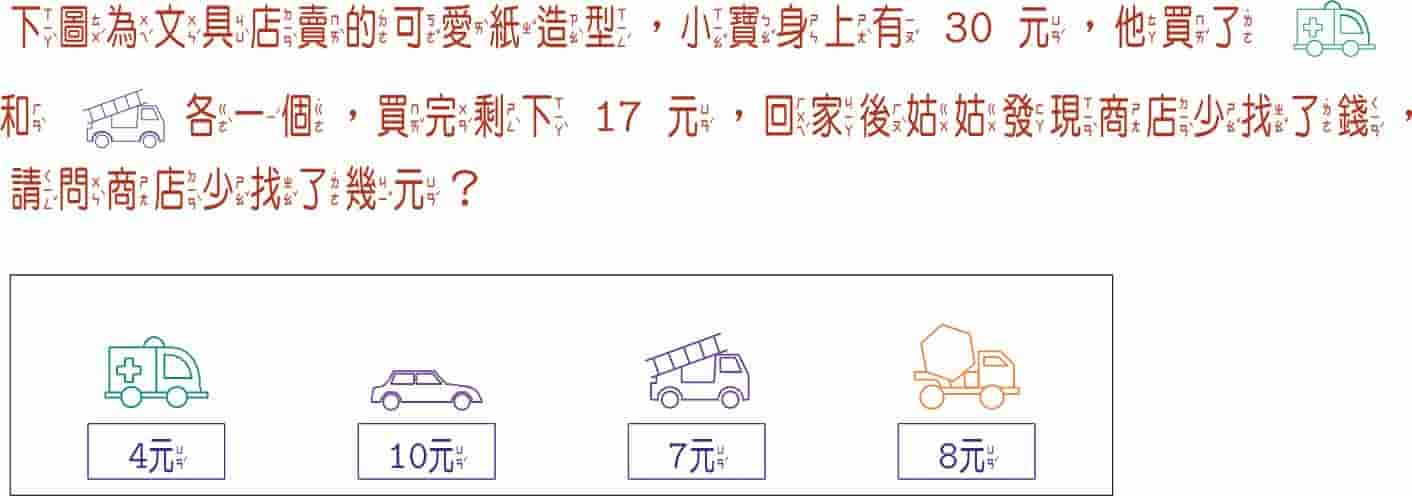 下圖為文具店賣的可愛紙造型，小寶身上有 30 元，他買了
和 各一個，買完剩下 17 元，回家後姑姑發現商店少找了錢，
請問商店少找了幾元？
4元 10元 7元 8元